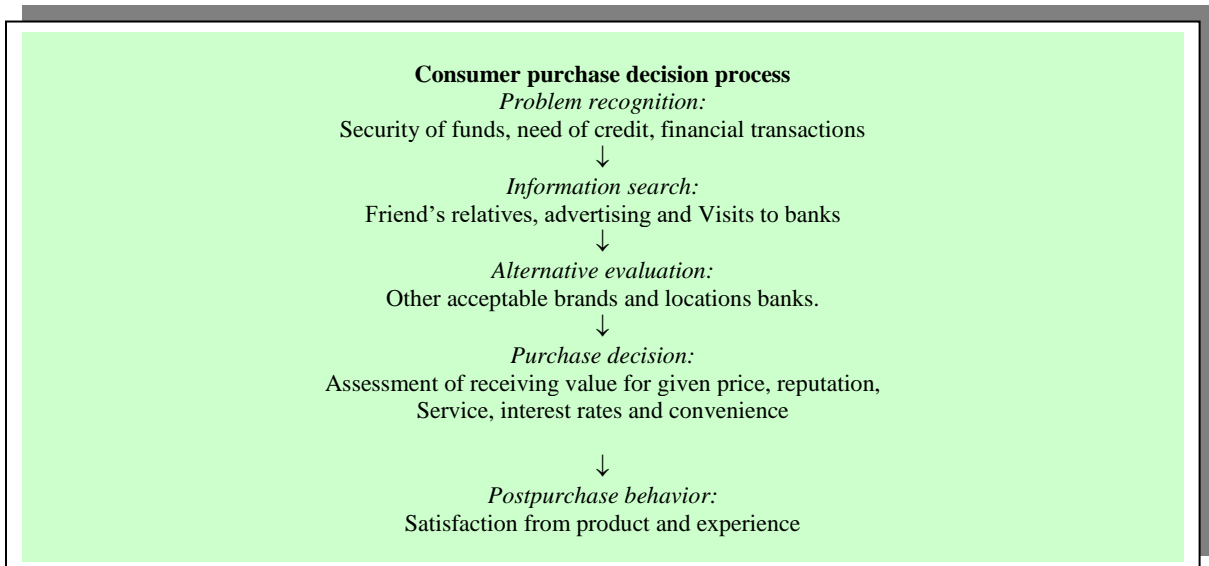 Consumer purchase decision process
Problem recognition:
Security of funds, need of credit, financial transactions
↓
Information search:
Friend's relatives, advertising and Visits to banks
↓
Alternative evaluation:
Other acceptable brands and locations banks.
↓
Purchase decision:
Assessment of receiving value for given price, reputation,
Service, interest rates and convenience
↓
Postpurchase behavior:
Satisfaction from product and experience